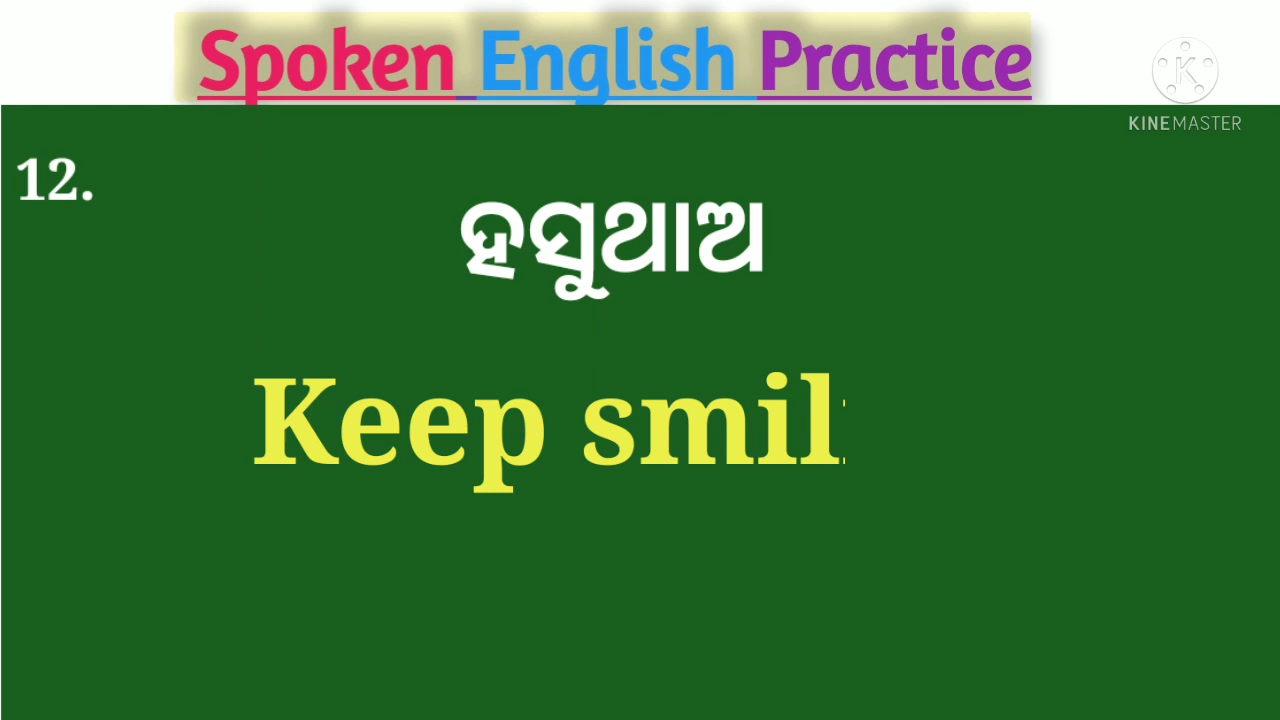 Spoken English Practice
KINEMASTER
12.
ହସୁଥାଅ
Keep smil